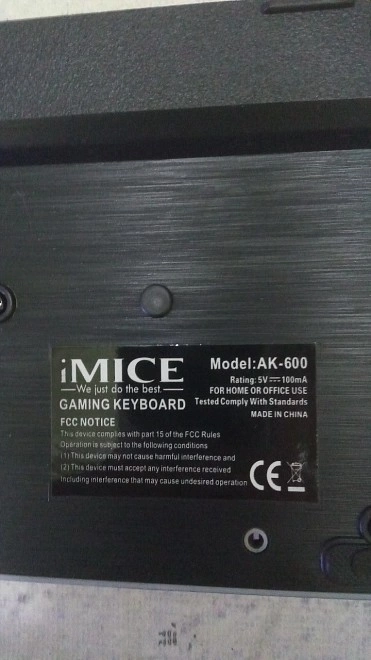 iMICE
We just do the best.
GAMING KEYBOARD
Model:AK-600
Rating: 5V⎓100mA
FOR HOME OR OFFICE USE
Tested Comply With Standards
MADE IN CHINA
FCC NOTICE
This device complies with part 15 of the FCC Rules
Operation is subject to the following conditions
(1) This device may not cause harmful interference and
(2) This device must accept any interference received
Including interference that may cause undesired operation
CE